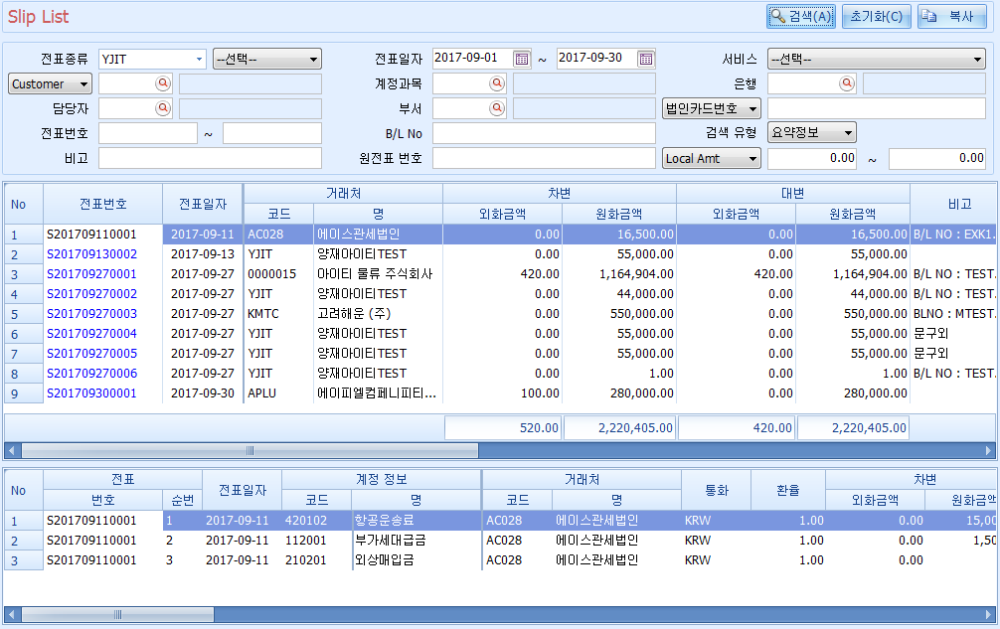 Slip List 검색(A) 초기화(C) 복사
전표종류 YJIT --선택-- 전표일자 2017-09-01 ~ 2017-09-30 서비스 --선택--
Customer 계정과목 은행
담당자 부서 법인카드번호
전표번호 ~ B/L No 검색 유형 요약정보
비고 원전표 번호 Local Amt 0.00 ~ 0.00
No 전표번호 전표일자 거래처 차변 대변 비고
코드 명 외화금액 원화금액 외화금액 원화금액
1 S201709110001 2017-09-11 AC028 에이스관세법인 0.00 16,500.00 0.00 16,500.00 B/L NO : EXK1.
2 S201709130002 2017-09-13 YJIT 양재아이티TEST 0.00 55,000.00 0.00 55,000.00
3 S201709270001 2017-09-27 0000015 아이티 물류 주식회사 420.00 1,164,904.00 420.00 1,164,904.00 B/L NO : TEST.
4 S201709270002 2017-09-27 YJIT 양재아이티TEST 0.00 44,000.00 0.00 44,000.00 B/L NO : TEST.
5 S201709270003 2017-09-27 KMTC 고려해운 (주) 0.00 550,000.00 0.00 550,000.00 BLNO : MTEST.
6 S201709270004 2017-09-27 YJIT 양재아이티TEST 0.00 55,000.00 0.00 55,000.00 문구외
7 S201709270005 2017-09-27 YJIT 양재아이티TEST 0.00 55,000.00 0.00 55,000.00 문구외
8 S201709270006 2017-09-27 YJIT 양재아이티TEST 0.00 1.00 0.00 1.00 B/L NO : TEST.
9 S201709300001 2017-09-30 APLU 에이피엘컴페니피티... 100.00 280,000.00 0.00 280,000.00
520.00 2,220,405.00 420.00 2,220,405.00
No 전표 전표일자 계정 정보 거래처 통화 환율 차변
번호 순번 코드 명 코드 명 외화금액 원화금액
1 S201709110001 1 2017-09-11 420102 항공운송료 AC028 에이스관세법인 KRW 1.00 0.00 15,00
2 S201709110001 2 2017-09-11 112001 부가세대급금 AC028 에이스관세법인 KRW 1.00 0.00 1,50
3 S201709110001 3 2017-09-11 210201 외상매입금 AC028 에이스관세법인 KRW 1.00 0.00